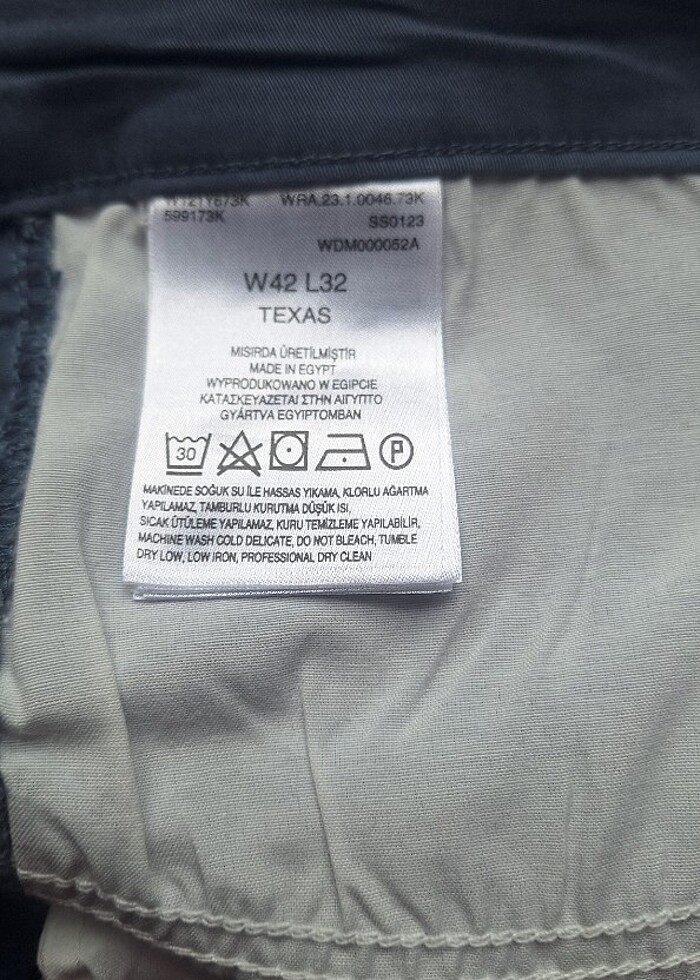 W121Y673K WRA.23.1.0046.73K
599173K SS0123
WDM000052A
W42 L32
TEXAS
MISIRDA ÜRETİLMİŞTİR
MADE IN EGYPT
WYPRODUKOWANO W EGIPCIE
ΚΑΤΑΣΚΕΥΑΖΕΤΑΙ ΣΤΗΝ ΑΙΓΥΠΤΟ
GYÁRTVA EGYIPTOMBAN
30 P
MAKİNEDE SOĞUK SU İLE HASSAS YIKAMA, KLORLU AĞARTMA
YAPILAMAZ, TAMBURLU KURUTMA DÜŞÜK ISI,
SICAK ÜTÜLEME YAPILAMAZ, KURU TEMİZLEME YAPILABİLİR,
MACHINE WASH COLD DELICATE, DO NOT BLEACH, TUMBLE
DRY LOW, LOW IRON, PROFESSIONAL DRY CLEAN